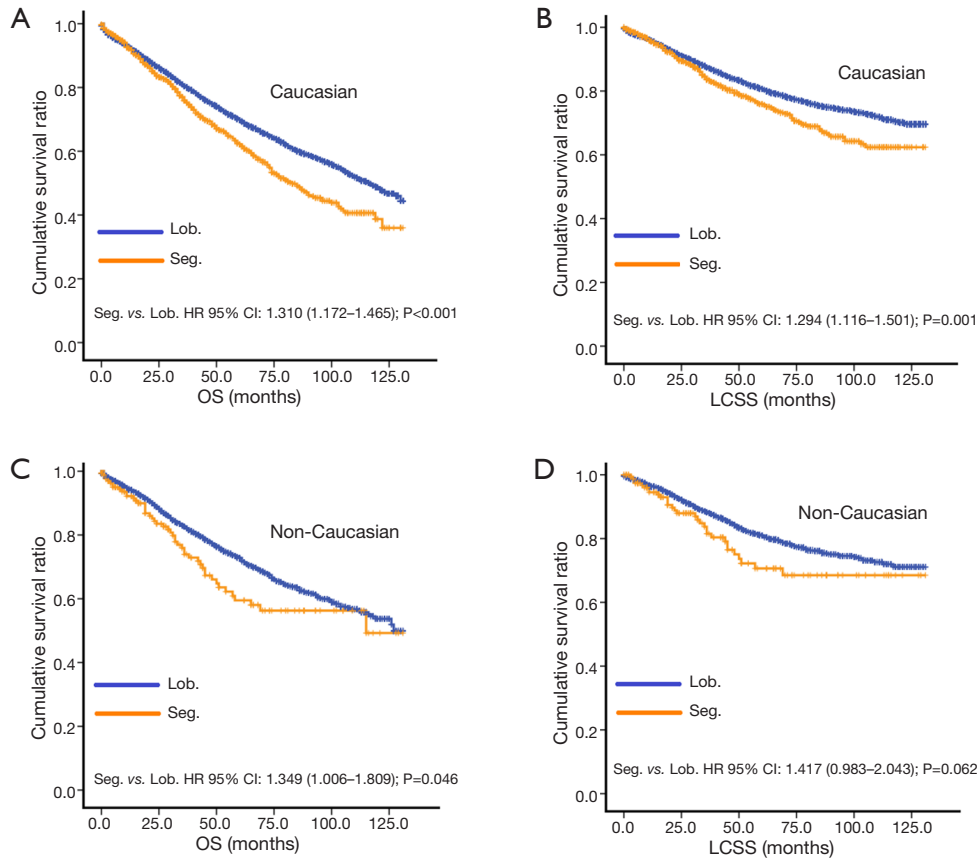 A
Cumulative survival ratio
1.0
0.8
0.6
0.4
0.2
0.0
Caucasian
Lob.
Seg.
Seg. vs. Lob. HR 95% CI: 1.310 (1.172–1.465); P<0.001
0.0 25.0 50.0 75.0 100.0 125.0
OS (months)
B
Cumulative survival ratio
1.0
0.8
0.6
0.4
0.2
0.0
Caucasian
Lob.
Seg.
Seg. vs. Lob. HR 95% CI: 1.294 (1.116–1.501); P=0.001
0.0 25.0 50.0 75.0 100.0 125.0
LCSS (months)
C
Cumulative survival ratio
1.0
0.8
0.6
0.4
0.2
0.0
Non-Caucasian
Lob.
Seg.
Seg. vs. Lob. HR 95% CI: 1.349 (1.006–1.809); P=0.046
0.0 25.0 50.0 75.0 100.0 125.0
OS (months)
D
Cumulative survival ratio
1.0
0.8
0.6
0.4
0.2
0.0
Non-Caucasian
Lob.
Seg.
Seg. vs. Lob. HR 95% CI: 1.417 (0.983–2.043); P=0.062
0.0 25.0 50.0 75.0 100.0 125.0
LCSS (months)